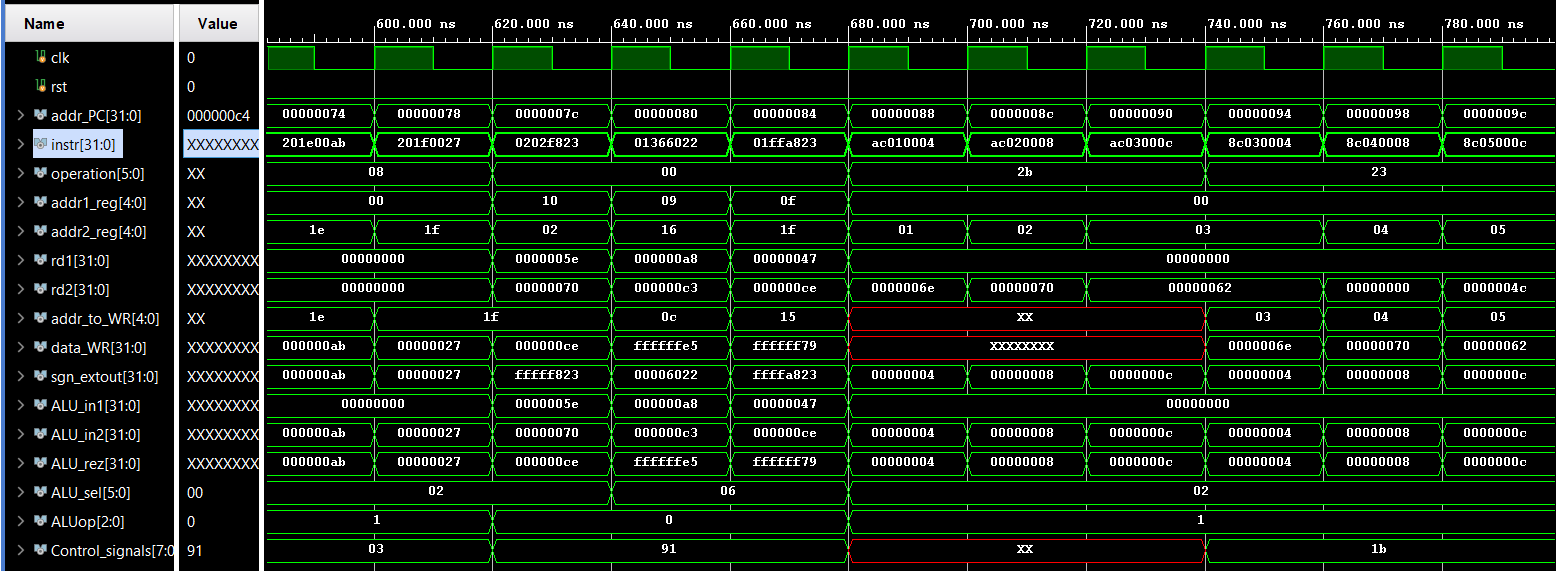 Name Value 600.000 ns 620.000 ns 640.000 ns 660.000 ns 680.000 ns 700.000 ns 720.000 ns 740.000 ns 760.000 ns 780.000 ns
clk 0
rst 0
addr_PC[31:0] 000000c4 00000074 00000078 0000007c 00000080 00000084 00000088 0000008c 00000090 00000094 00000098 0000009c
instr[31:0] XXXXXXXX 201e00ab 201f0027 0202f823 01366022 01ffa823 ac010004 ac020008 ac03000c 8c030004 8c040008 8c05000c
operation[5:0] XX 08 00 2b 23
addr1_reg[4:0] XX 00 10 09 0f 00
addr2_reg[4:0] XX 1e 1f 02 16 1f 01 02 03 04 05
rd1[31:0] XXXXXXXX 00000000 0000005e 000000a8 00000047 00000000
rd2[31:0] XXXXXXXX 00000000 00000070 000000c3 000000ce 0000006e 00000070 00000062 00000000 0000004c
addr_to_WR[4:0] XX 1e 1f 0c 15 XX 03 04 05
data_WR[31:0] XXXXXXXX 000000ab 00000027 000000ce ffffffe5 ffffff79 XXXXXXXX 0000006e 00000070 00000062
sgn_extout[31:0] XXXXXXXX 000000ab 00000027 fffff823 00006022 ffffa823 00000004 00000008 0000000c 00000004 00000008 0000000c
ALU_in1[31:0] XXXXXXXX 00000000 0000005e 000000a8 00000047 00000000
ALU_in2[31:0] XXXXXXXX 000000ab 00000027 00000070 000000c3 000000ce 00000004 00000008 0000000c 00000004 00000008 0000000c
ALU_rez[31:0] XXXXXXXX 000000ab 00000027 000000ce ffffffe5 ffffff79 00000004 00000008 0000000c 00000004 00000008 0000000c
ALU_sel[5:0] 00 02 06 02
ALUop[2:0] 0 1 0 1
Control_signals[7:0 91 03 91 XX 1b